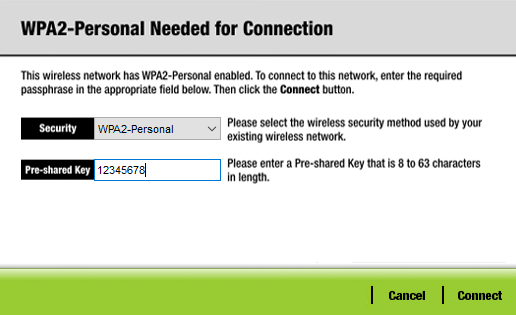 WPA2-Personal Needed for Connection
This wireless network has WPA2-Personal enabled. To connect to this network, enter the required
passphrase in the appropriate field below. Then click the Connect button.
Security WPA2-Personal Please select the wireless security method used by your
existing wireless network.
Pre-shared Key 12345678 Please enter a Pre-shared Key that is 8 to 63 characters
in length.
Cancel Connect